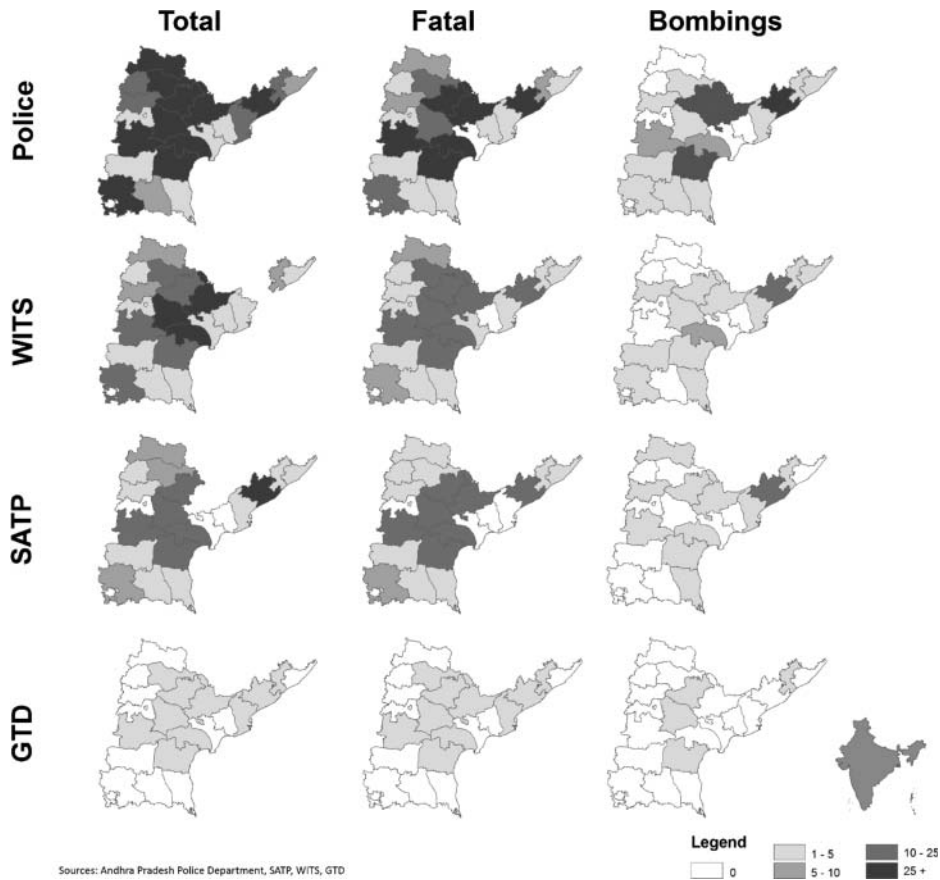 Total Fatal Bombings
Police
WITS
SATP
GTD
Legend
0 1 - 5 10 - 25
5 - 10 25 +
Sources: Andhra Pradesh Police Department, SATP, WITS, GTD